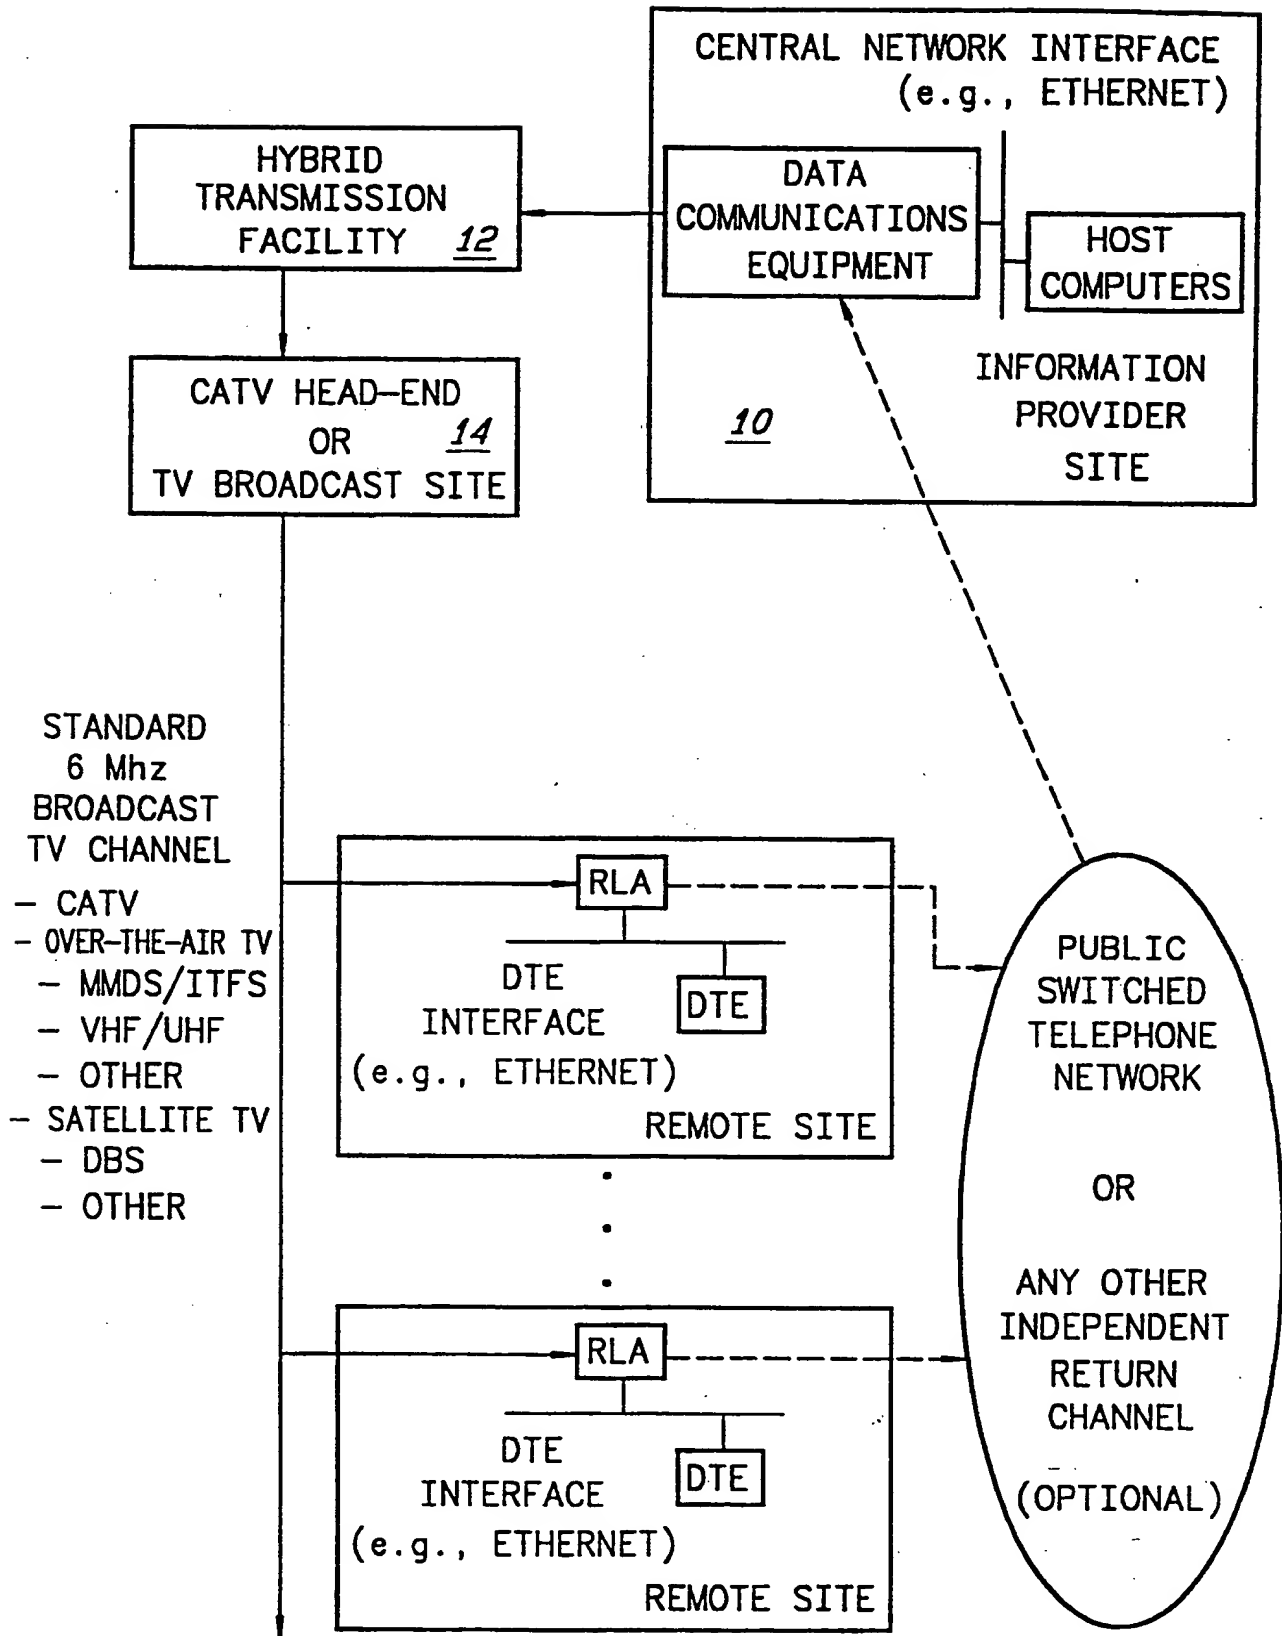 CENTRAL NETWORK INTERFACE
(e.g., ETHERNET)
HYBRID
TRANSMISSION
FACILITY 12
DATA
COMMUNICATIONS
EQUIPMENT
HOST
COMPUTERS
CATV HEAD-END
OR 14
TV BROADCAST SITE
10
INFORMATION
PROVIDER
SITE
STANDARD
6 Mhz
BROADCAST
TV CHANNEL
- CATV
- OVER-THE-AIR TV
- MMDS/ITFS
- VHF/UHF
- OTHER
- SATELLITE TV
- DBS
- OTHER
RLA
DTE
INTERFACE
(e.g., ETHERNET)
DTE
REMOTE SITE
RLA
DTE
INTERFACE
(e.g., ETHERNET)
DTE
REMOTE SITE
PUBLIC
SWITCHED
TELEPHONE
NETWORK
OR
ANY OTHER
INDEPENDENT
RETURN
CHANNEL
(OPTIONAL)